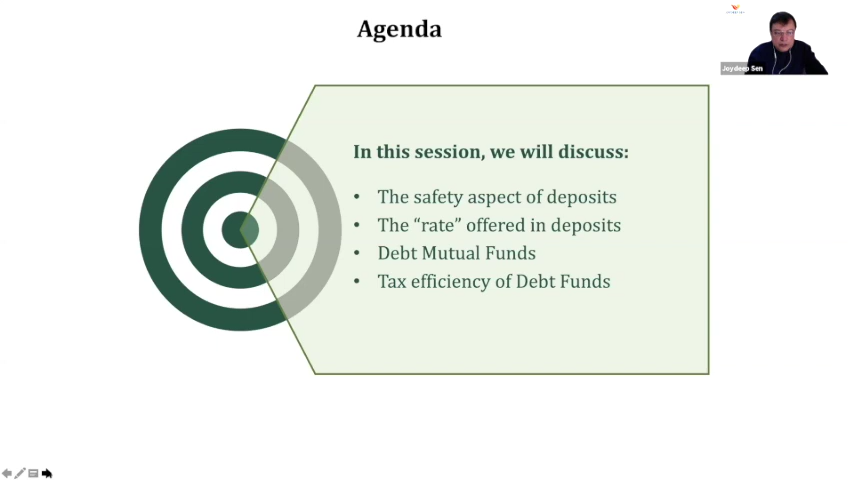 Agenda
Joydeep Sen
In this session, we will discuss:
• The safety aspect of deposits
• The “rate” offered in deposits
• Debt Mutual Funds
• Tax efficiency of Debt Funds